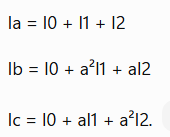 Ia = I0 + I1 + I2
Ib = I0 + a²I1 + aI2
Ic = I0 + aI1 + a²I2.